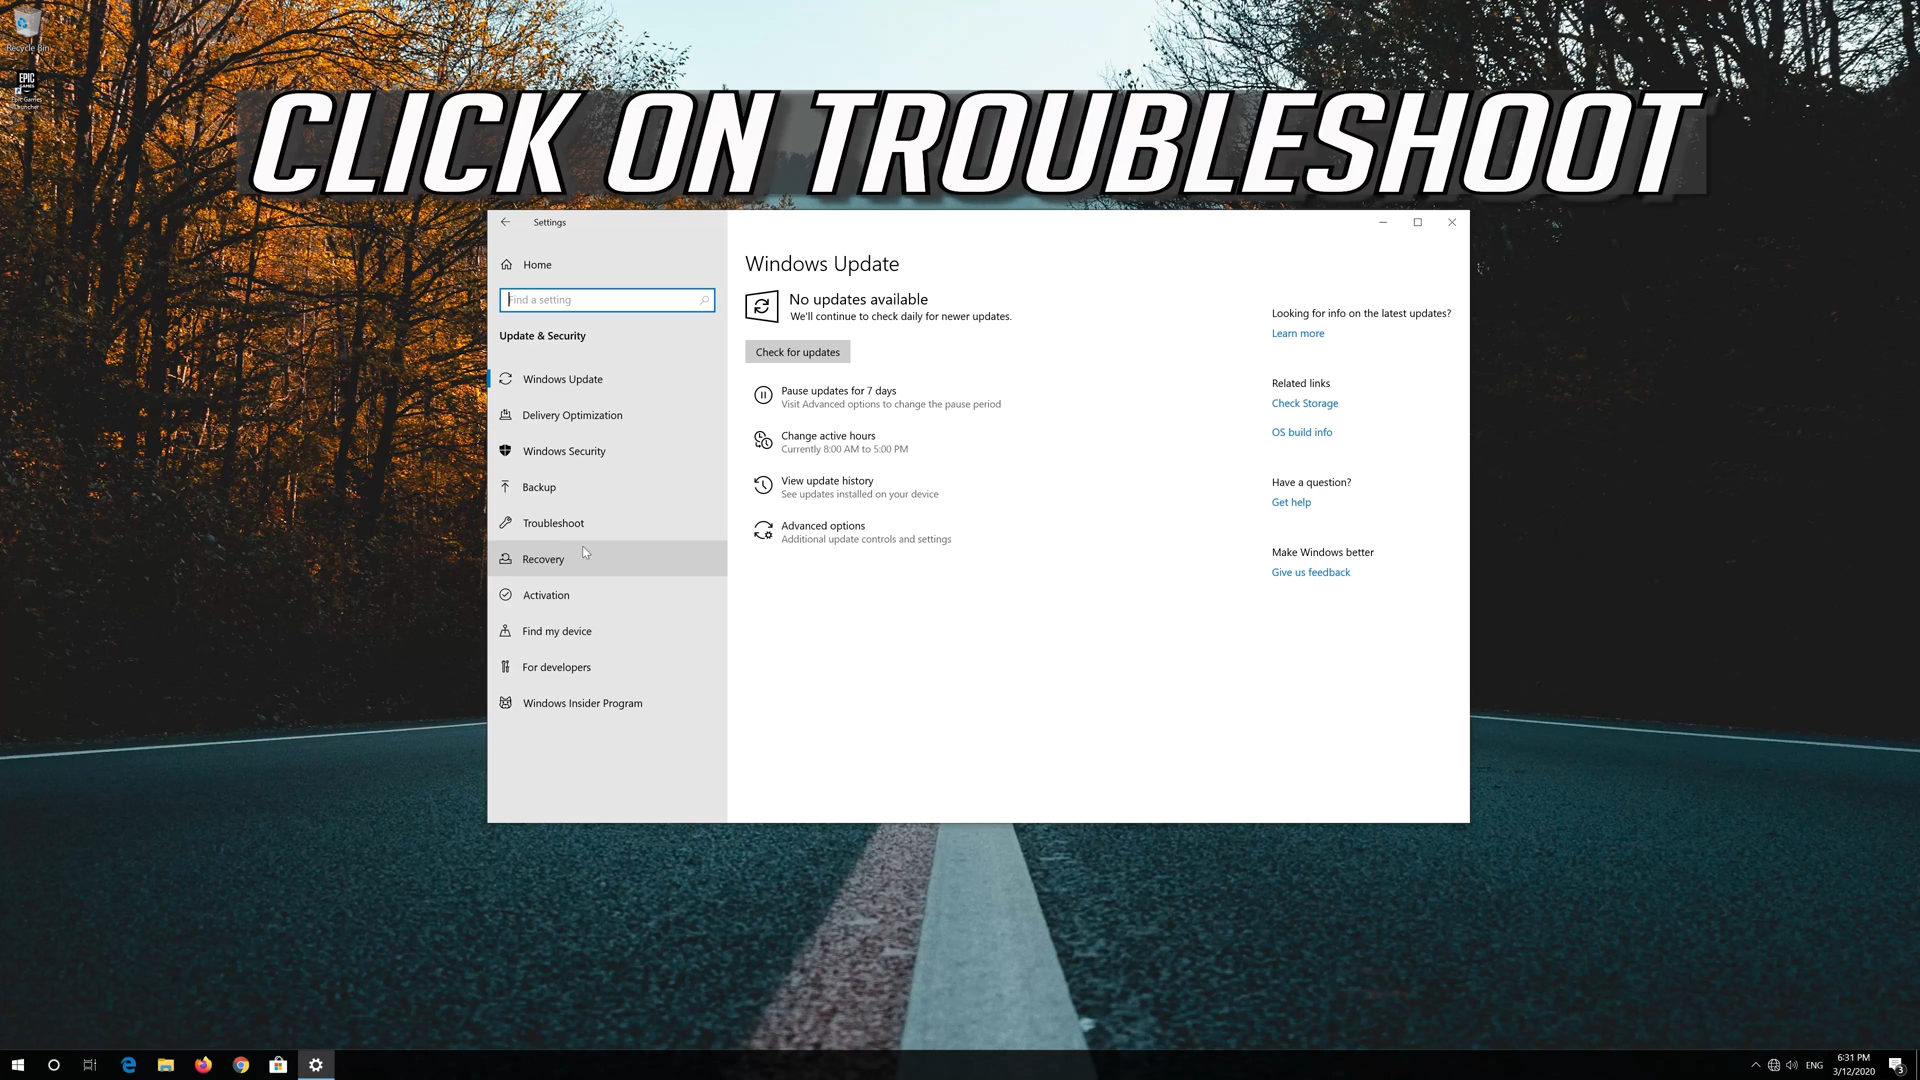 Recycle Bin
EPIC
GAMES
Epic Games
Launcher
CLICK ON TROUBLESHOOT
Settings
Home
Find a setting
Update & Security
Windows Update
Delivery Optimization
Windows Security
Backup
Troubleshoot
Recovery
Activation
Find my device
For developers
Windows Insider Program
Windows Update
No updates available
We'll continue to check daily for newer updates.
Check for updates
Pause updates for 7 days
Visit Advanced options to change the pause period
Change active hours
Currently 8:00 AM to 5:00 PM
View update history
See updates installed on your device
Advanced options
Additional update controls and settings
Looking for info on the latest updates?
Learn more
Related links
Check Storage
OS build info
Have a question?
Get help
Make Windows better
Give us feedback
ENG
6:31 PM
3/12/2020
3